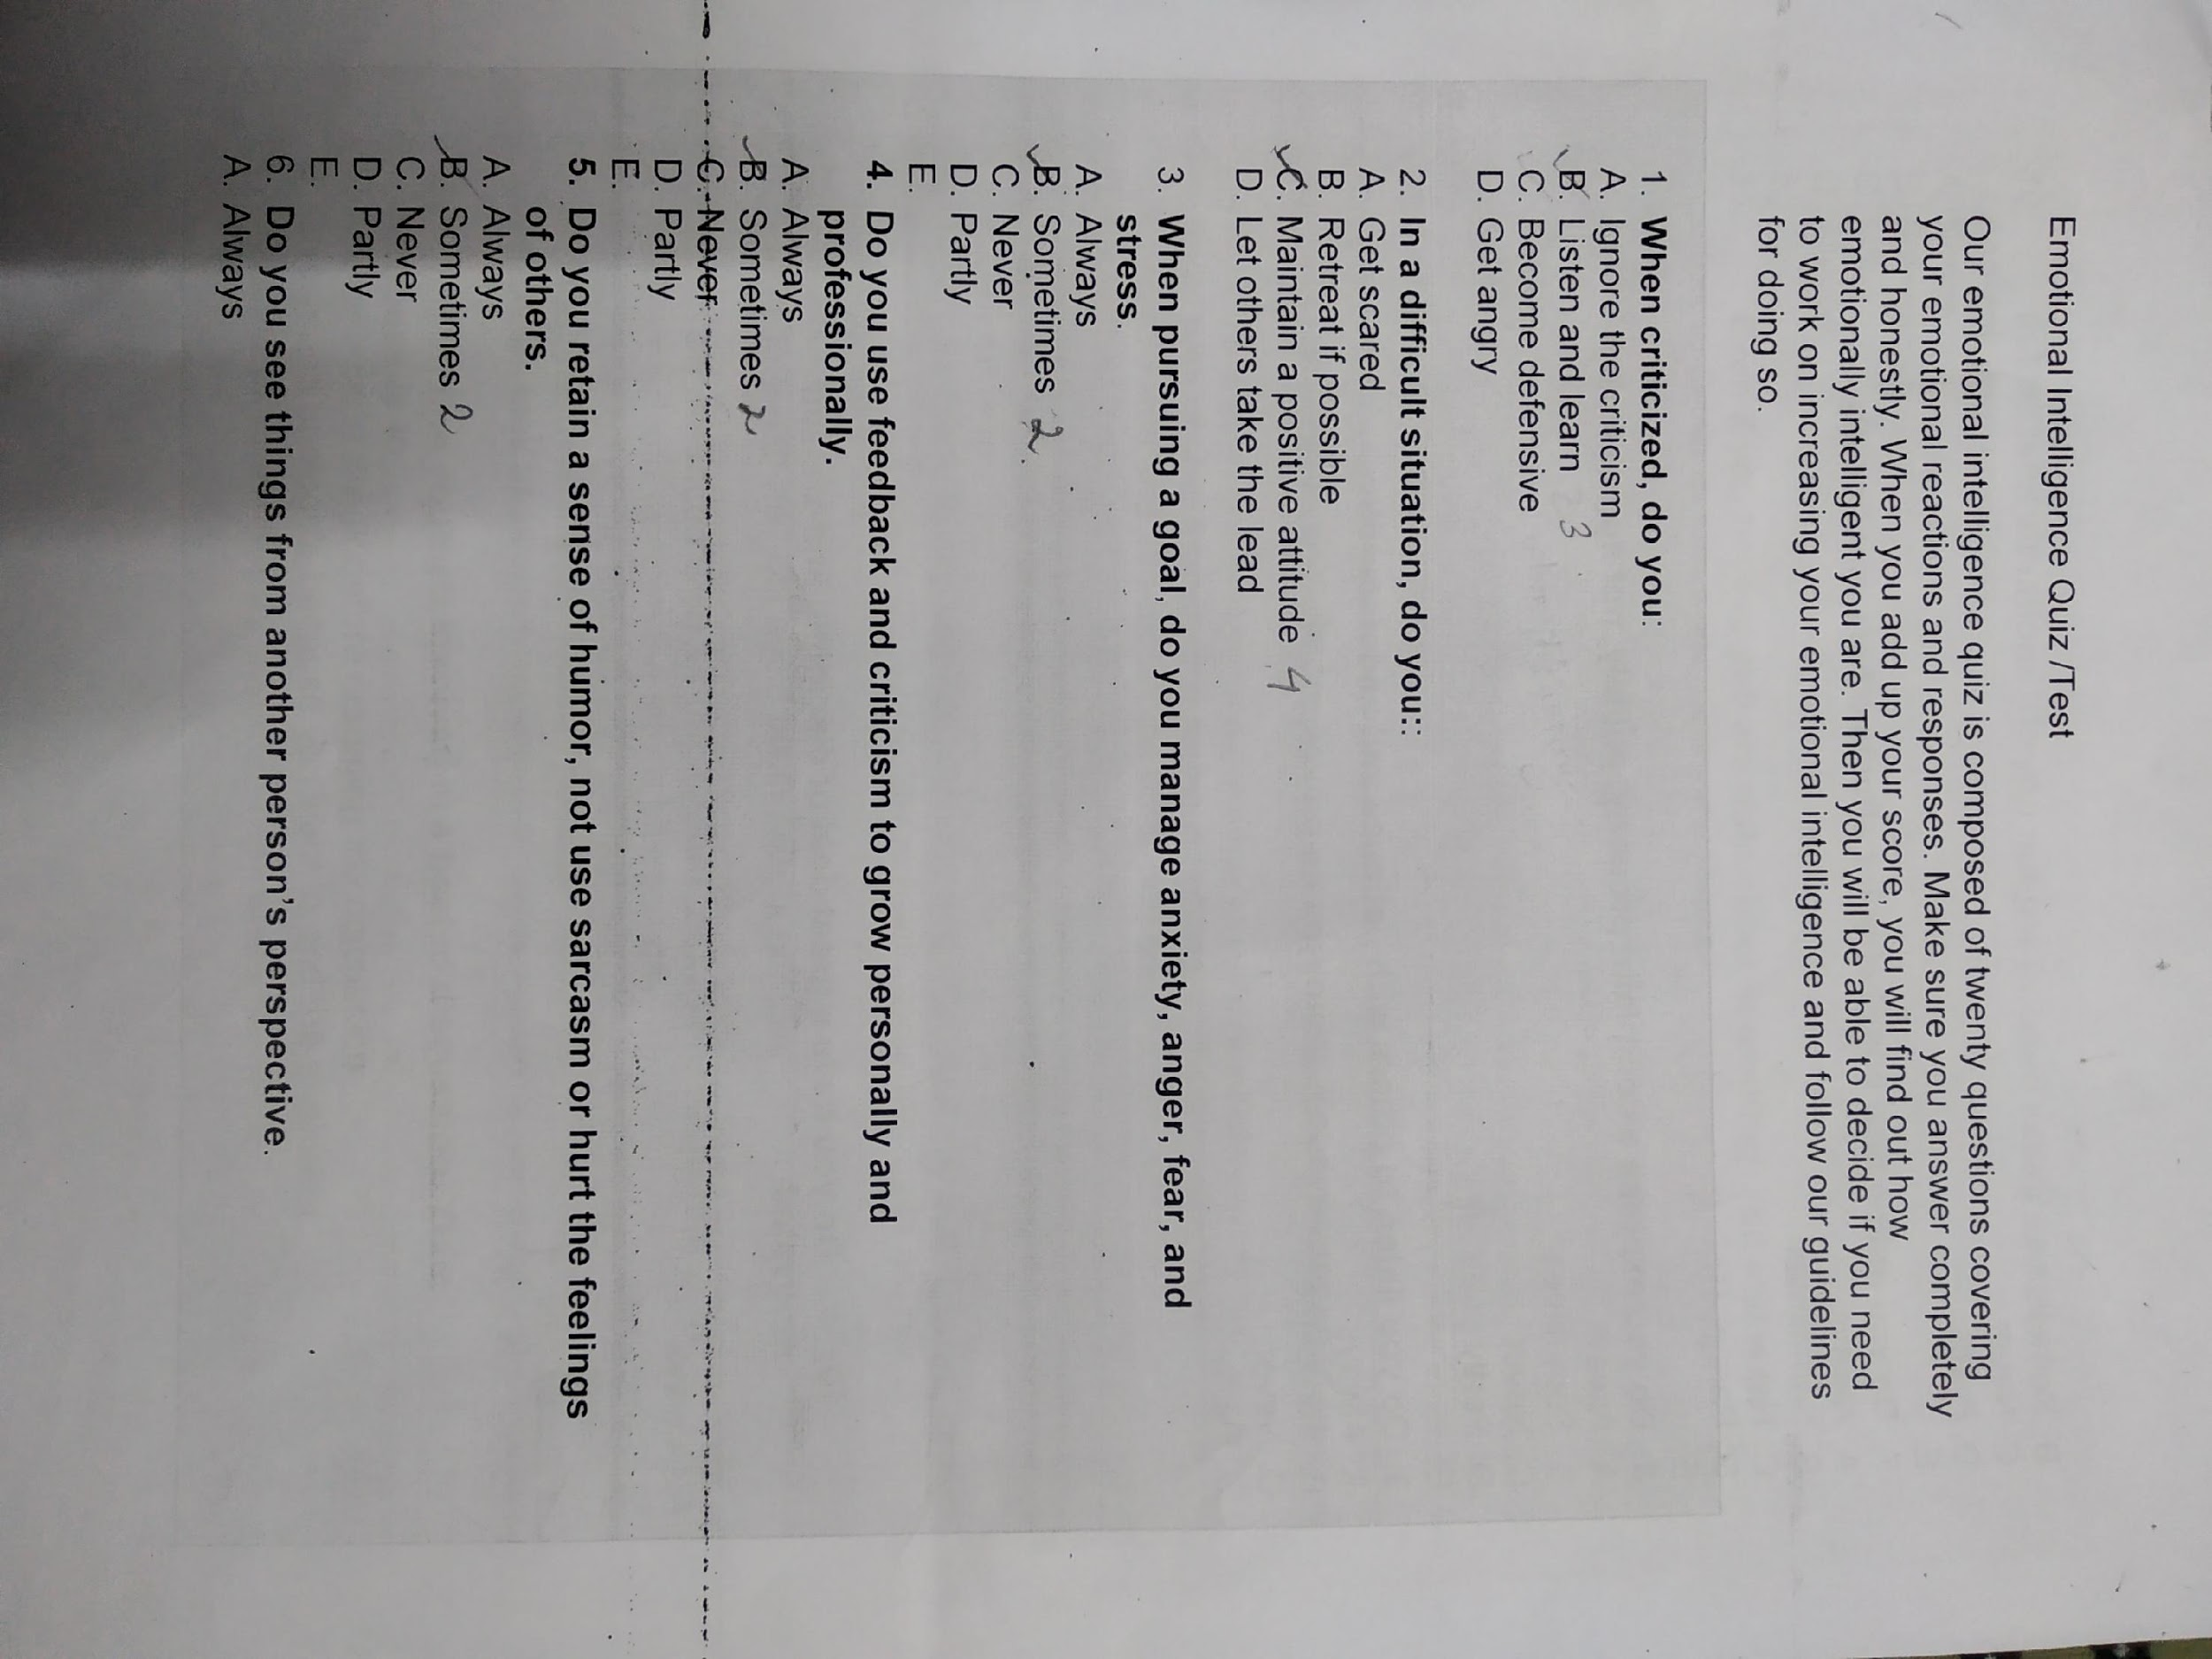 Emotional Intelligence Quiz /Test
Our emotional intelligence quiz is composed of twenty questions covering
your emotional reactions and responses. Make sure you answer completely
and honestly. When you add up your score, you will find out how
emotionally intelligent you are. Then you will be able to decide if you need
to work on increasing your emotional intelligence and follow our guidelines
for doing so.
1. When criticized, do you:
A. Ignore the criticism
B. Listen and learn 3
C. Become defensive
D. Get angry
2. In a difficult situation, do you::
A. Get scared
B. Retreat if possible
C. Maintain a positive attitude 4
D. Let others take the lead
3. When pursuing a goal, do you manage anxiety, anger, fear, and
stress.
A. Always
B. Sometimes 2.
C. Never
D. Partly
E.
4. Do you use feedback and criticism to grow personally and
professionally.
A. Always
B. Sometimes 2
C. Never
D. Partly
E.
5. Do you retain a sense of humor, not use sarcasm or hurt the feelings
of others.
A. Always
B. Sometimes 2
C. Never
D. Partly
E.
6. Do you see things from another person's perspective.
A. Always